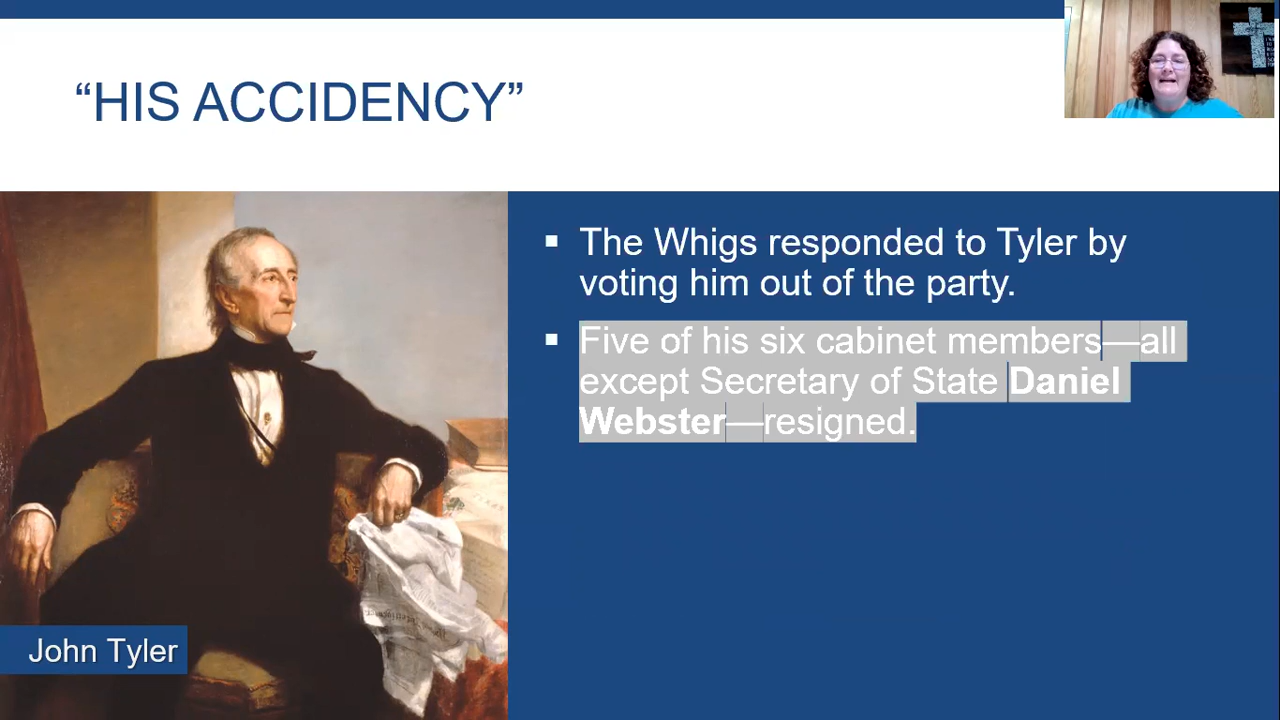 “HIS ACCIDENCY”
▪ The Whigs responded to Tyler by
voting him out of the party.
▪ Five of his six cabinet members—all
except Secretary of State Daniel
Webster—resigned.
John Tyler